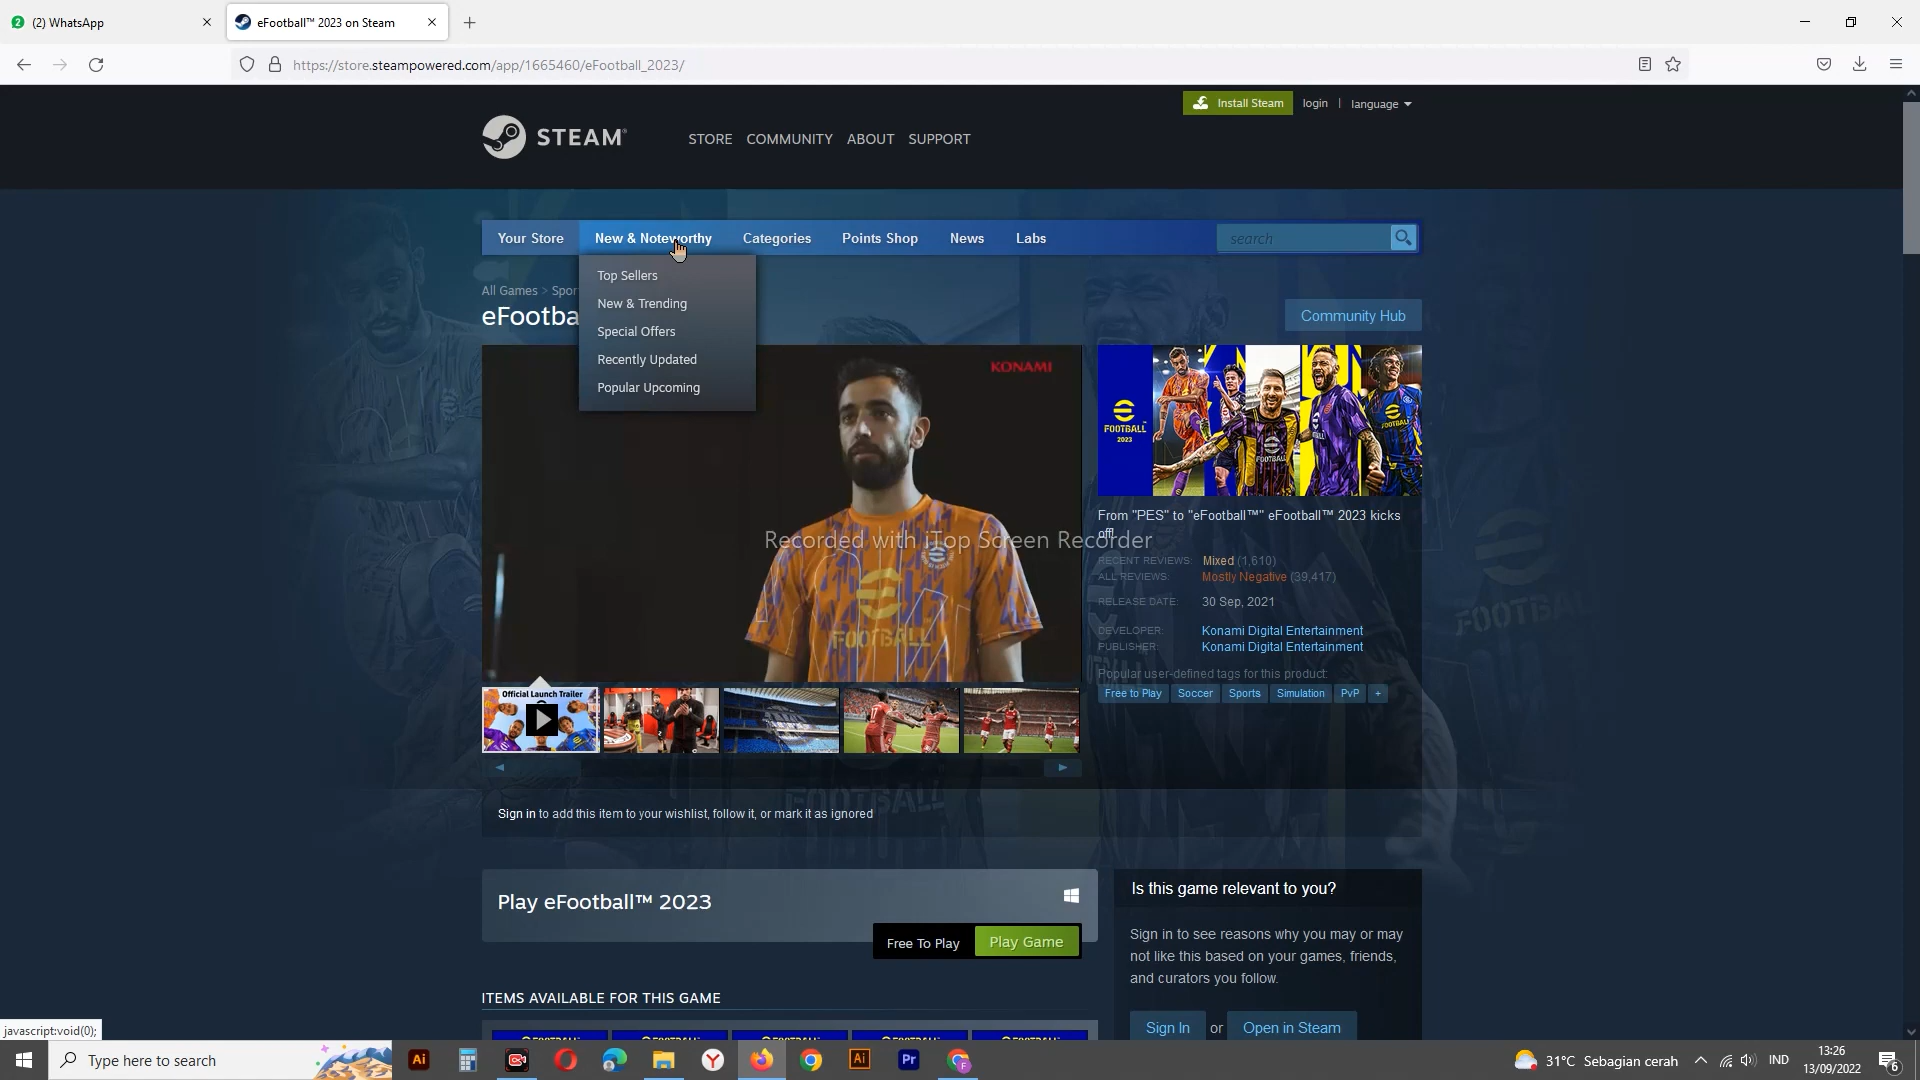 (2) WhatsApp
eFootball™ 2023 on Steam
https://store.steampowered.com/app/1665460/eFootball_2023/
Install Steam
login | language
STEAM®
STORE COMMUNITY ABOUT SUPPORT
Your Store New & Noteworthy Categories Points Shop News Labs
search
Top Sellers
New & Trending
Special Offers
Recently Updated
Popular Upcoming
All Games > Spor
eFootba
Community Hub
KONAMI
FOOTBALL
2023
FOOTBALL
From "PES" to "eFootball™" eFootball™ 2023 kicks
off!
Recorded with iTop Screen Recorder
RECENT REVIEWS: Mixed (1,610)
ALL REVIEWS: Mostly Negative (39,417)
RELEASE DATE: 30 Sep, 2021
DEVELOPER: Konami Digital Entertainment
PUBLISHER: Konami Digital Entertainment
Popular user-defined tags for this product:
Free to Play Soccer Sports Simulation PvP +
Official Launch Trailer
Sign in to add this item to your wishlist, follow it, or mark it as ignored
Play eFootball™ 2023
Free To Play Play Game
Is this game relevant to you?
Sign in to see reasons why you may or may
not like this based on your games, friends,
and curators you follow.
Sign In or Open in Steam
ITEMS AVAILABLE FOR THIS GAME
javascript:void(0);
Type here to search
Ai
Ai
Pr
31°C Sebagian cerah
IND
13:26
13/09/2022
6